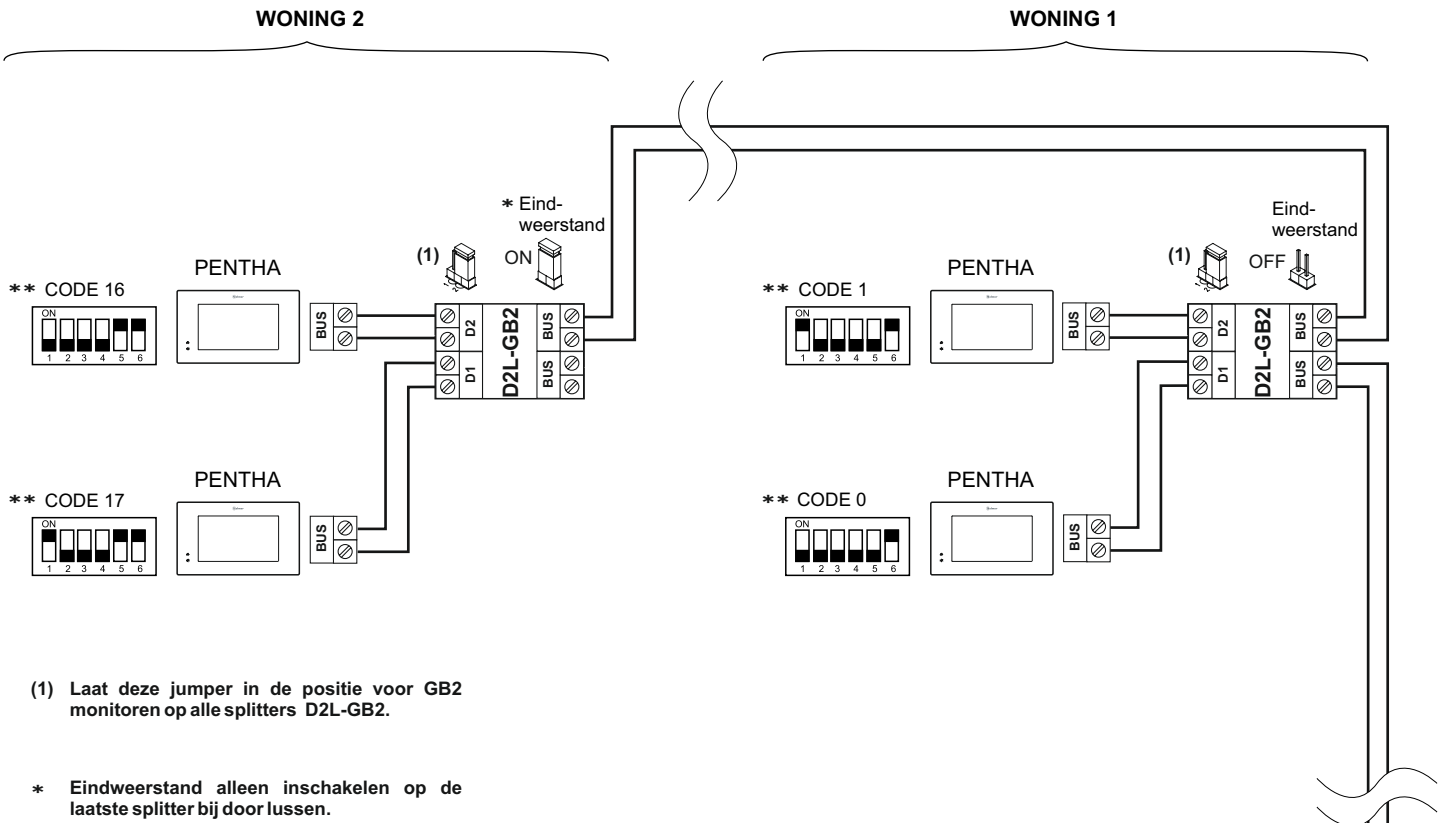 WONING 2
WONING 1
* Eind-
weerstand
(1)
ON
Eind-
weerstand
(1)
OFF
PENTHA
** CODE 16
ON
1 2 3 4 5 6
BUS
D2
D1
D2L-GB2
BUS
BUS
PENTHA
** CODE 1
ON
1 2 3 4 5 6
BUS
D2
D1
D2L-GB2
BUS
BUS
PENTHA
** CODE 17
ON
1 2 3 4 5 6
BUS
PENTHA
** CODE 0
ON
1 2 3 4 5 6
BUS
(1) Laat deze jumper in de positie voor GB2
monitoren op alle splitters D2L-GB2.
* Eindweerstand alleen inschakelen op de
laatste splitter bij door lussen.